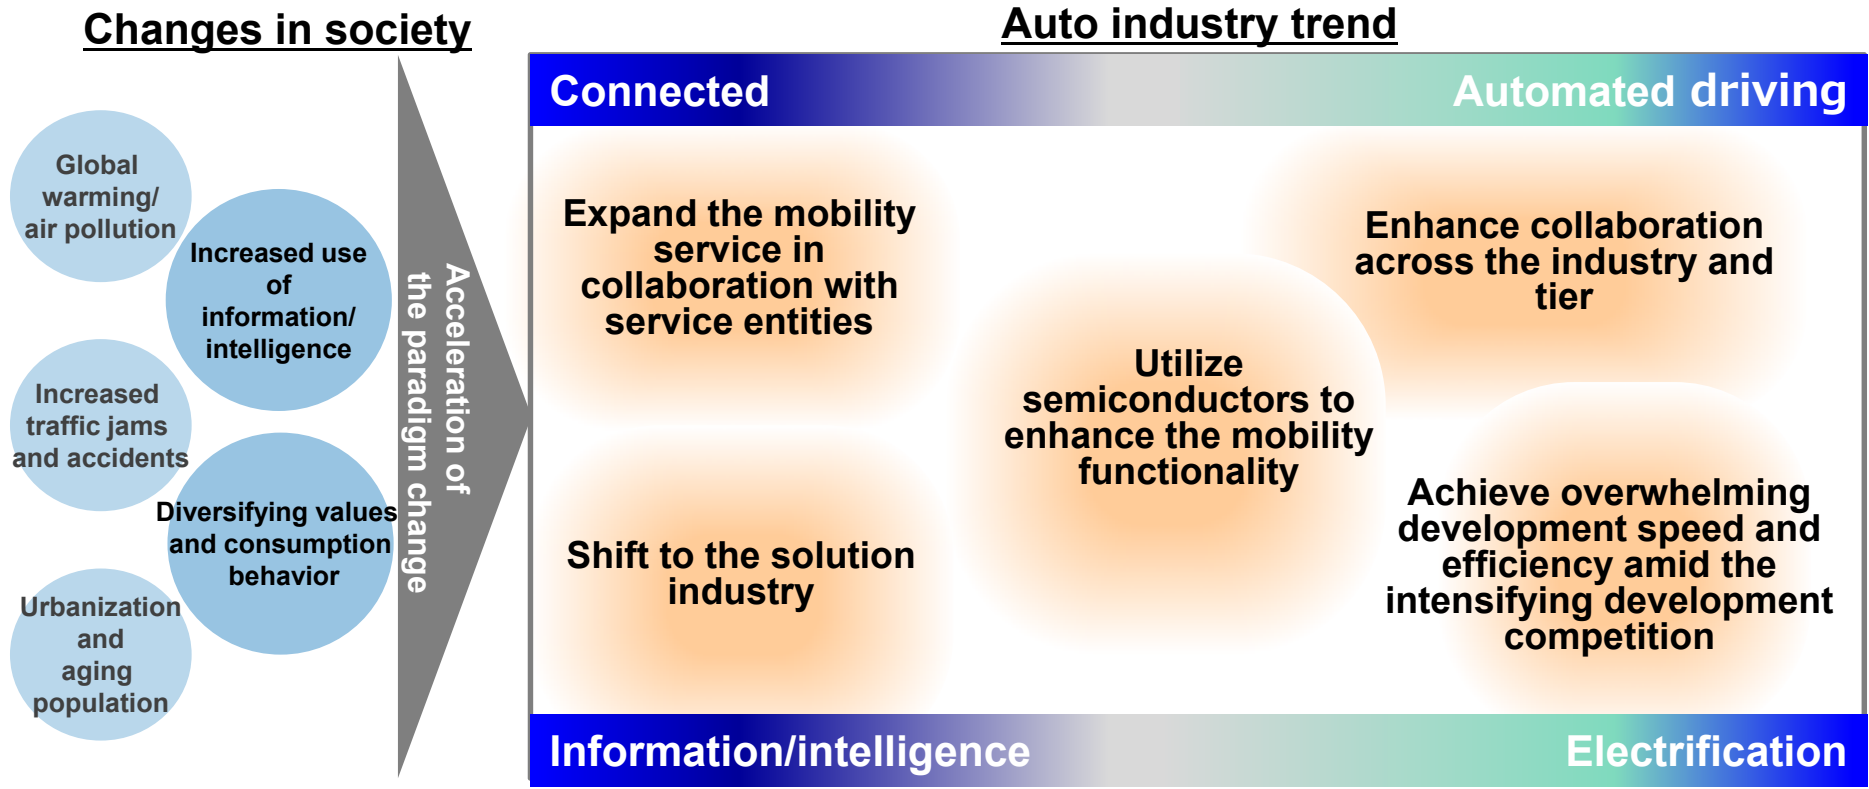 Changes in society
Global
warming/
air pollution
Increased use
of
information/
intelligence
Increased
traffic jams
and accidents
Diversifying values
and consumption
behavior
Urbanization
and
aging
population
Acceleration of
the paradigm change
Auto industry trend
Connected
Automated driving
Expand the mobility
service in
collaboration with
service entities
Enhance collaboration
across the industry and
tier
Utilize
semiconductors to
enhance the mobility
functionality
Shift to the solution
industry
Achieve overwhelming
development speed and
efficiency amid the
intensifying development
competition
Information/intelligence
Electrification